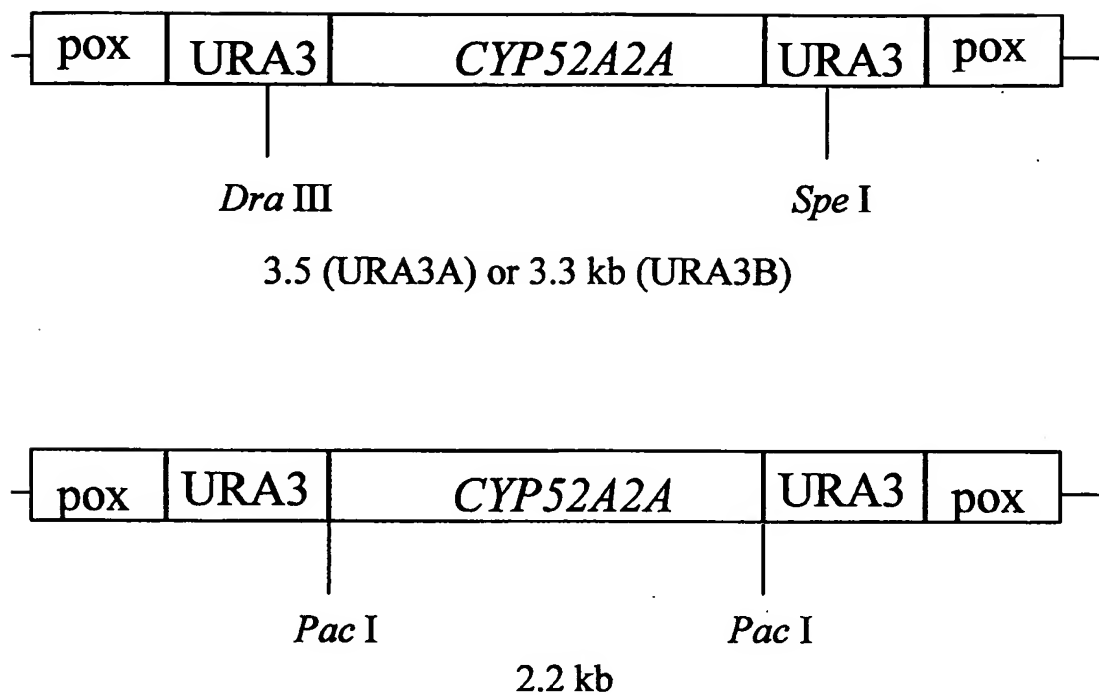 pox URA3 CYP52A2A URA3 pox
Dra III Spe I
3.5 (URA3A) or 3.3 kb (URA3B)
pox URA3 CYP52A2A URA3 pox
Pac I Pac I
2.2 kb